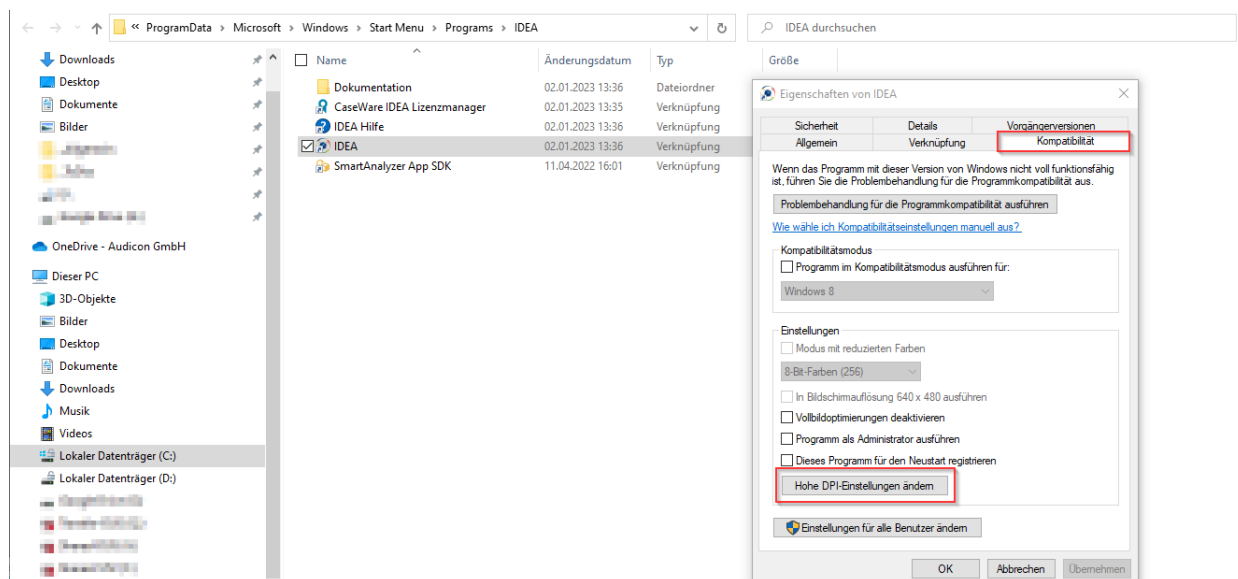 « ProgramData › Microsoft › Windows › Start Menu › Programs › IDEA
IDEA durchsuchen
Downloads
Desktop
Dokumente
Bilder
OneDrive - Audicon GmbH
Dieser PC
3D-Objekte
Bilder
Desktop
Dokumente
Downloads
Musik
Videos
Lokaler Datenträger (C:)
Lokaler Datenträger (D:)
Name Änderungsdatum Typ Größe
Dokumentation 02.01.2023 13:36 Dateiordner
CaseWare IDEA Lizenzmanager 02.01.2023 13:35 Verknüpfung
IDEA Hilfe 02.01.2023 13:36 Verknüpfung
IDEA 02.01.2023 13:36 Verknüpfung
SmartAnalyzer App SDK 11.04.2022 16:01 Verknüpfung
Eigenschaften von IDEA
Sicherheit Details Vorgängerversionen
Allgemein Verknüpfung Kompatibilität
Wenn das Programm mit dieser Version von Windows nicht voll funktionsfähig
ist, führen Sie die Problembehandlung für die Programmkompatibilität aus.
Problembehandlung für die Programmkompatibilität ausführen
Wie wähle ich Kompatibilitätseinstellungen manuell aus?
Kompatibilitätsmodus
Programm im Kompatibilitätsmodus ausführen für:
Windows 8
Einstellungen
Modus mit reduzierten Farben
8-Bit-Farben (256)
In Bildschirmauflösung 640 x 480 ausführen
Vollbildoptimierungen deaktivieren
Programm als Administrator ausführen
Dieses Programm für den Neustart registrieren
Hohe DPI-Einstellungen ändern
Einstellungen für alle Benutzer ändern
OK Abbrechen Übernehmen